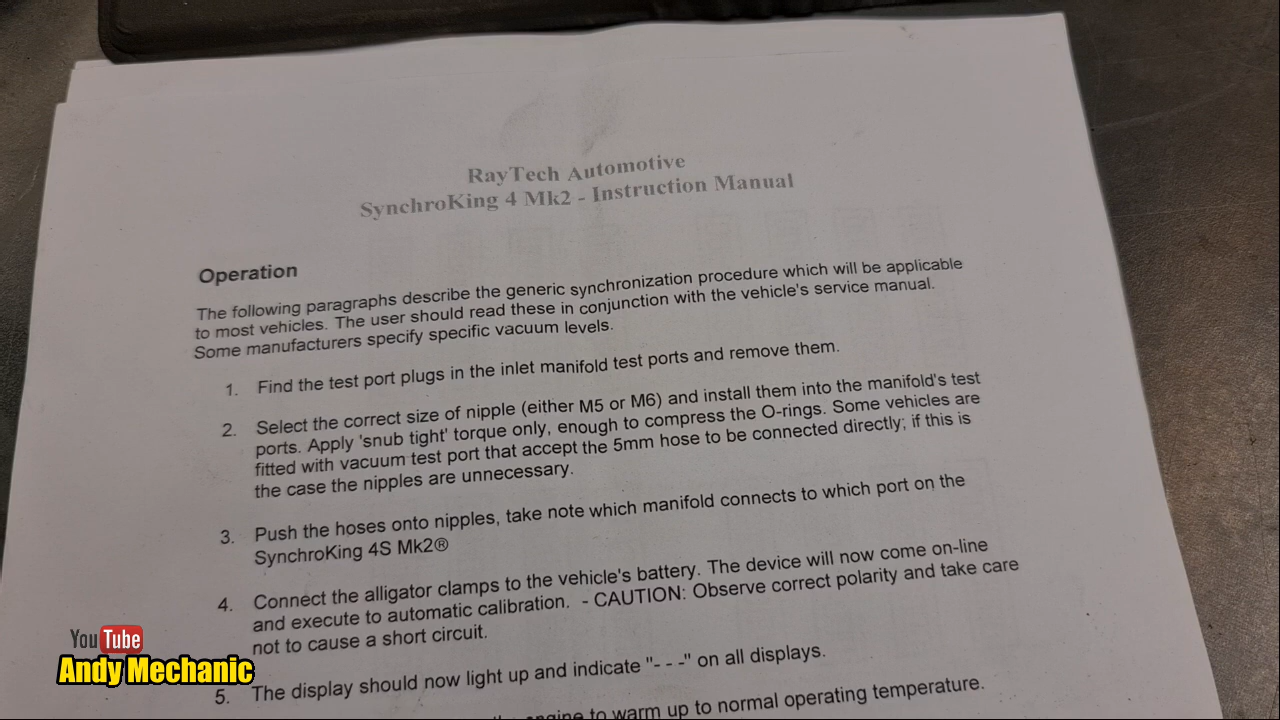 RayTech Automotive
SynchroKing 4 Mk2 - Instruction Manual
Operation
The following paragraphs describe the generic synchronization procedure which will be applicable
to most vehicles. The user should read these in conjunction with the vehicle's service manual.
Some manufacturers specify specific vacuum levels.
1. Find the test port plugs in the inlet manifold test ports and remove them.
2. Select the correct size of nipple (either M5 or M6) and install them into the manifold's test
ports. Apply 'snub tight' torque only, enough to compress the O-rings. Some vehicles are
fitted with vacuum test port that accept the 5mm hose to be connected directly; if this is
the case the nipples are unnecessary.
3. Push the hoses onto nipples, take note which manifold connects to which port on the
SynchroKing 4S Mk2®
4. Connect the alligator clamps to the vehicle's battery. The device will now come on-line
and execute to automatic calibration. - CAUTION: Observe correct polarity and take care
not to cause a short circuit.
5. The display should now light up and indicate "- - -" on all displays.
engine to warm up to normal operating temperature.
YouTube
Andy Mechanic